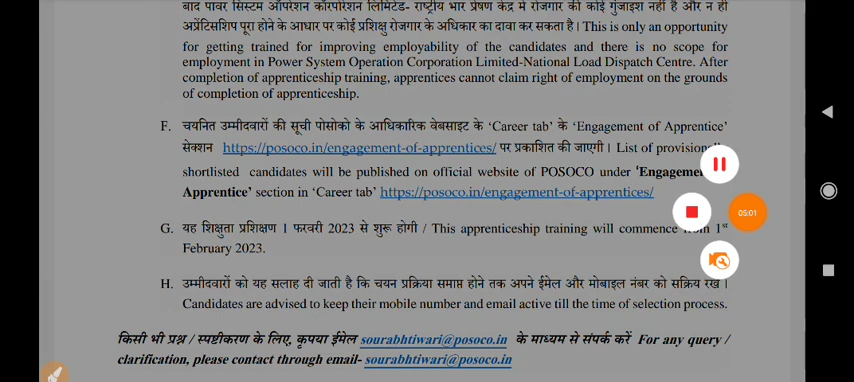 बाद पावर सिस्टम ऑपरेशन कॉरपोरेशन लिमिटेड- राष्ट्रीय भार प्रेषण केंद्र में रोजगार की कोई गुंजाइश नहीं है और न ही
अप्रेंटिसशिप पूरा होने के आधार पर कोई प्रशिक्षु रोजगार के अधिकार का दावा कर सकता है। This is only an opportunity
for getting trained for improving employability of the candidates and there is no scope for
employment in Power System Operation Corporation Limited-National Load Dispatch Centre. After
completion of apprenticeship training, apprentices cannot claim right of employment on the grounds
of completion of apprenticeship.
F. चयनित उम्मीदवारों की सूची पोसोको के आधिकारिक वेबसाइट के ‘Career tab’ के ‘Engagement of Apprentice’
सेक्शन https://posoco.in/engagement-of-apprentices/ पर प्रकाशित की जाएगी। List of
shortlisted candidates will be published on official website of POSOCO under
Apprentice’ section in ‘Career tab’ https://posoco.in/engagement-of-apprentices/
05:01
G. यह शिक्षुता प्रशिक्षण 1 फरवरी 2023 से शुरू होगी / This apprenticeship training will commence 1st
February 2023.
H. उम्मीदवारों को यह सलाह दी जाती है कि चयन प्रक्रिया समाप्त होने तक अपने ईमेल और मोबाइल नंबर को सक्रिय रखें।
Candidates are advised to keep their mobile number and email active till the time of selection process.
किसी भी प्रश्न / स्पष्टीकरण के लिए, कृपया ईमेल sourabhtiwari@posoco.in के माध्यम से संपर्क करें For any query /
clarification, please contact through email- sourabhtiwari@posoco.in